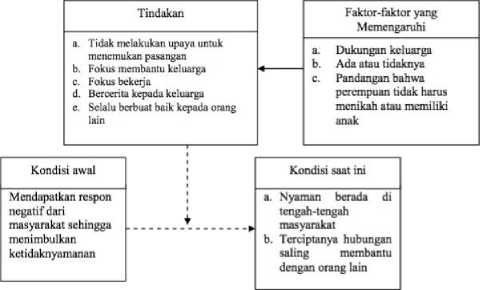 Tindakan
a. Tidak melakukan upaya untuk
menemukan pasangan
b. Fokus membantu keluarga
c. Fokus bekerja
d. Bercerita kepada keluarga
e. Selalu berbuat baik kepada orang
lain
Faktor-faktor yang
Memengaruhi
a. Dukungan keluarga
b. Ada atau tidaknya
c. Pandangan bahwa
perempuan tidak harus
menikah atau memiliki
anak
Kondisi awal
Mendapatkan respon
negatif dari
masyarakat sehingga
menimbulkan
ketidaknyamanan
Kondisi saat ini
a. Nyaman berada di
tengah-tengah
masyarakat
b. Terciptanya hubungan
saling membantu
dengan orang lain